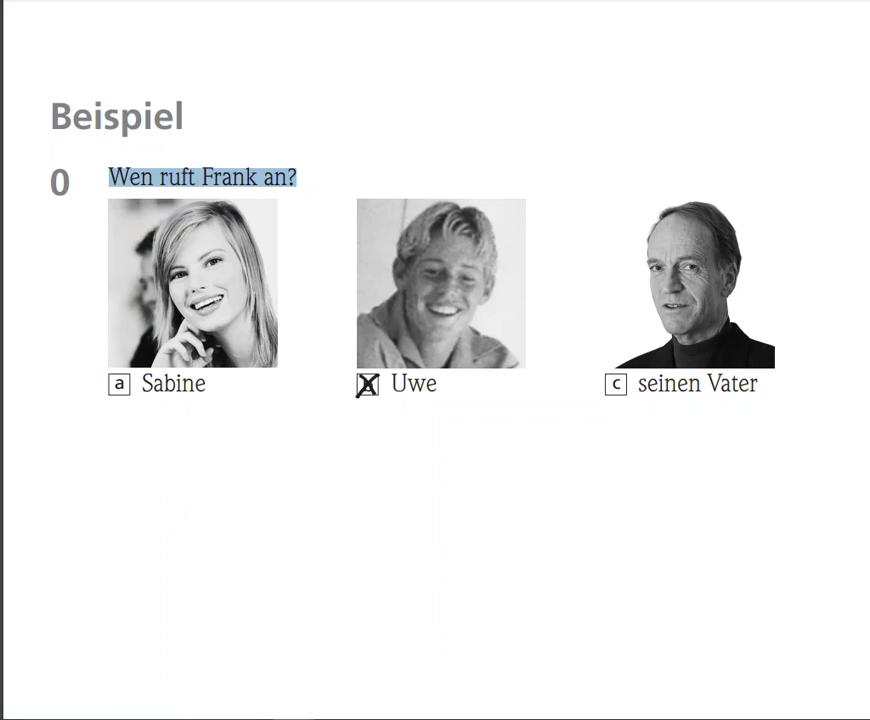 Beispiel
0 Wen ruft Frank an?
a Sabine
Uwe
c seinen Vater